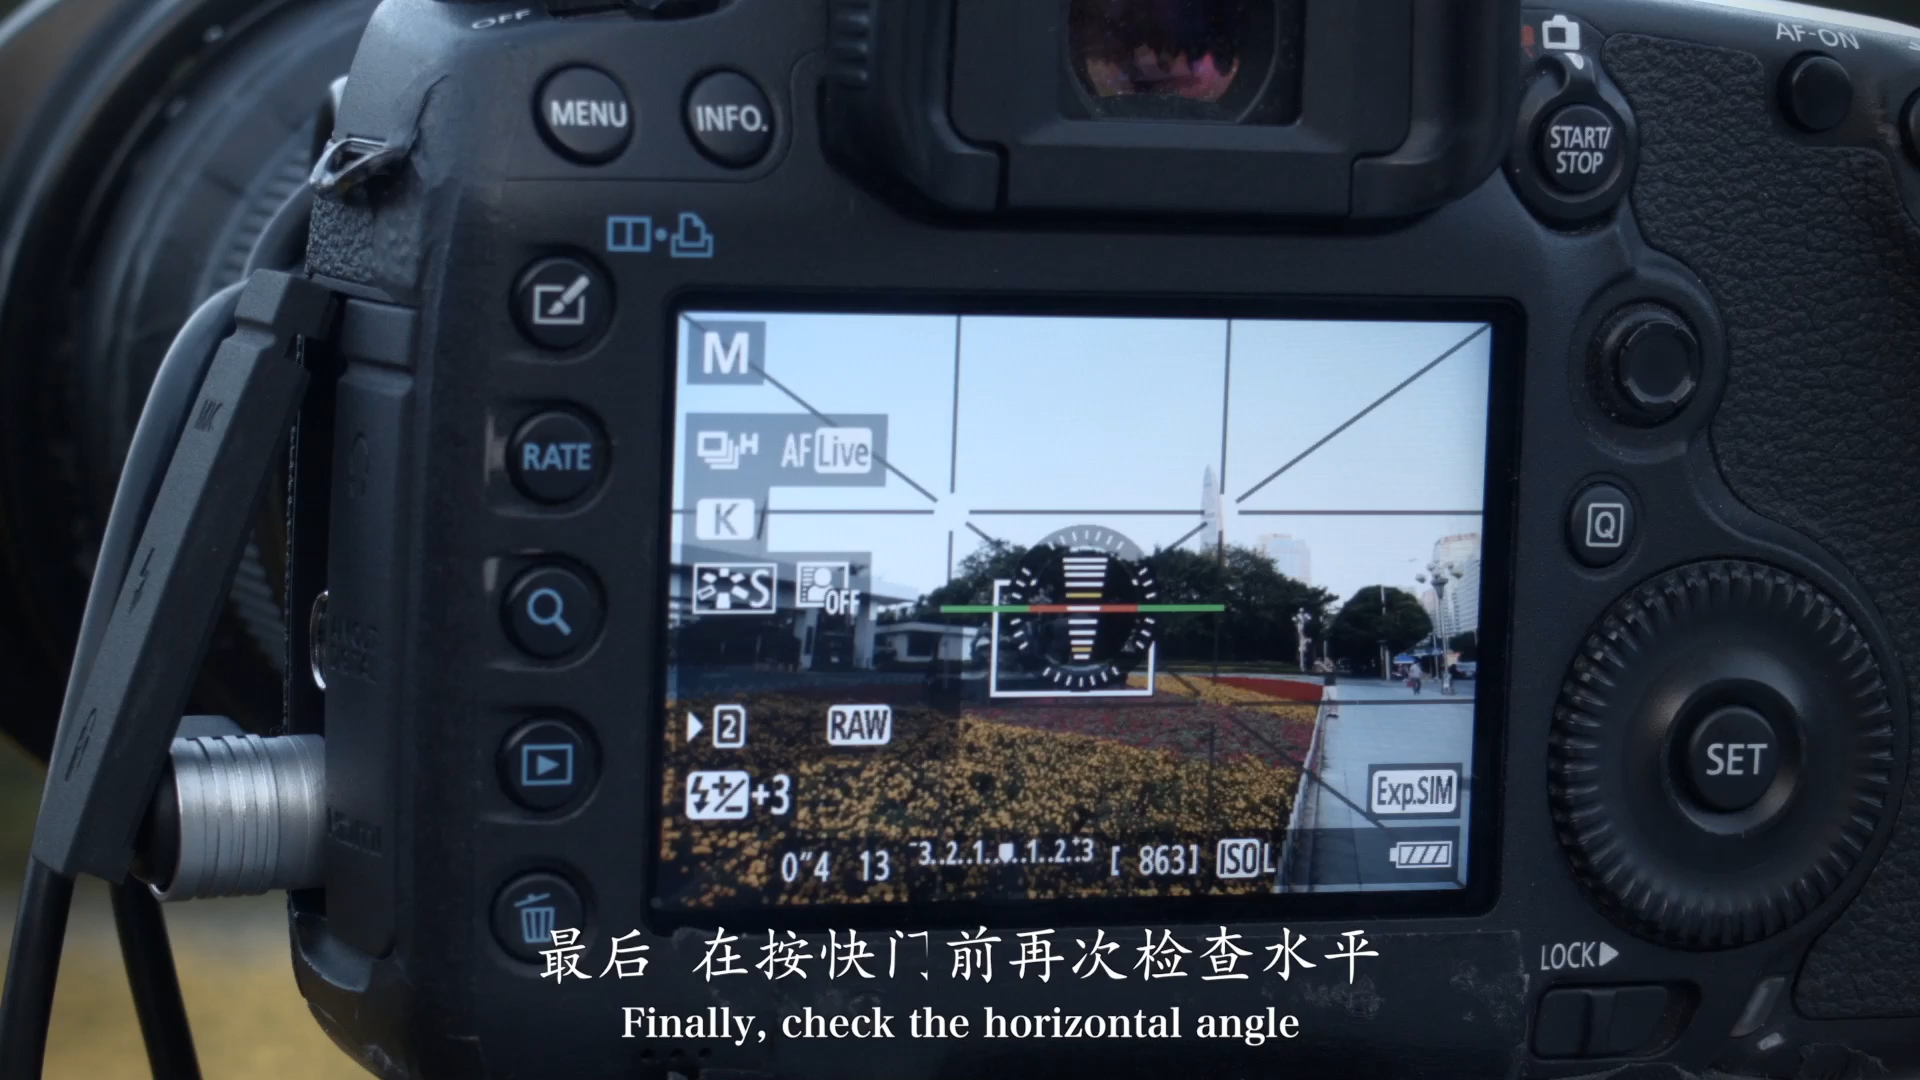 OFF
MENU
INFO.
AF-ON
START/
STOP
RATE
Q
SET
LOCK▶
M
H AF Live
K
S OFF
2 RAW
+3
Exp.SIM
0"4 13 -3..2..1..0..1..2..+3 [ 863] ISO L
MIC
最后 在按快门前再次检查水平
Finally, check the horizontal angle